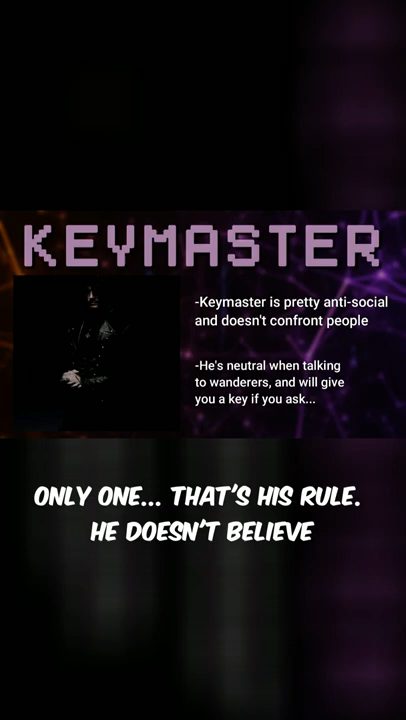 KEYMASTER
-Keymaster is pretty anti-social
and doesn't confront people
-He's neutral when talking
to wanderers, and will give
you a key if you ask...
ONLY ONE... THAT'S HIS RULE.
HE DOESN'T BELIEVE